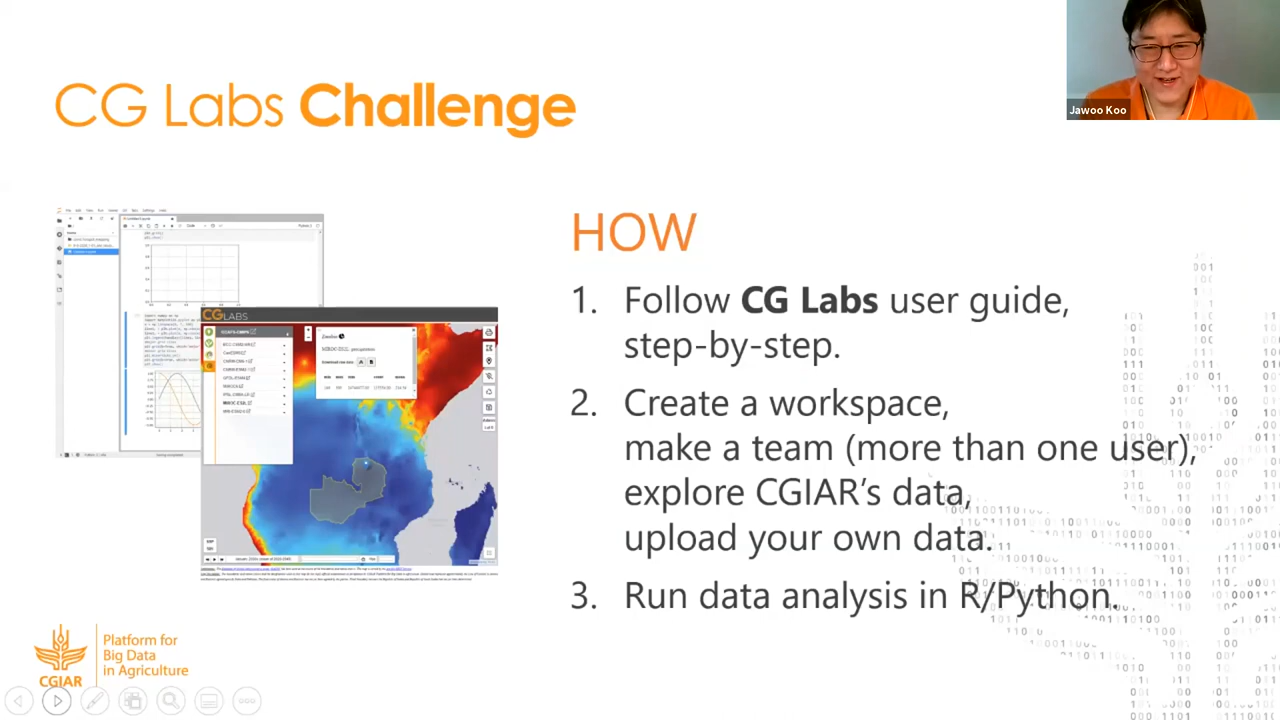 CG Labs Challenge
Jawoo Koo
HOW
1. Follow CG Labs user guide,
step-by-step.
2. Create a workspace,
make a team (more than one user),
explore CGIAR's data,
upload your own data.
3. Run data analysis in R/Python.
CGLABS
Zambia
CGIAR
Platform for
Big Data
in Agriculture